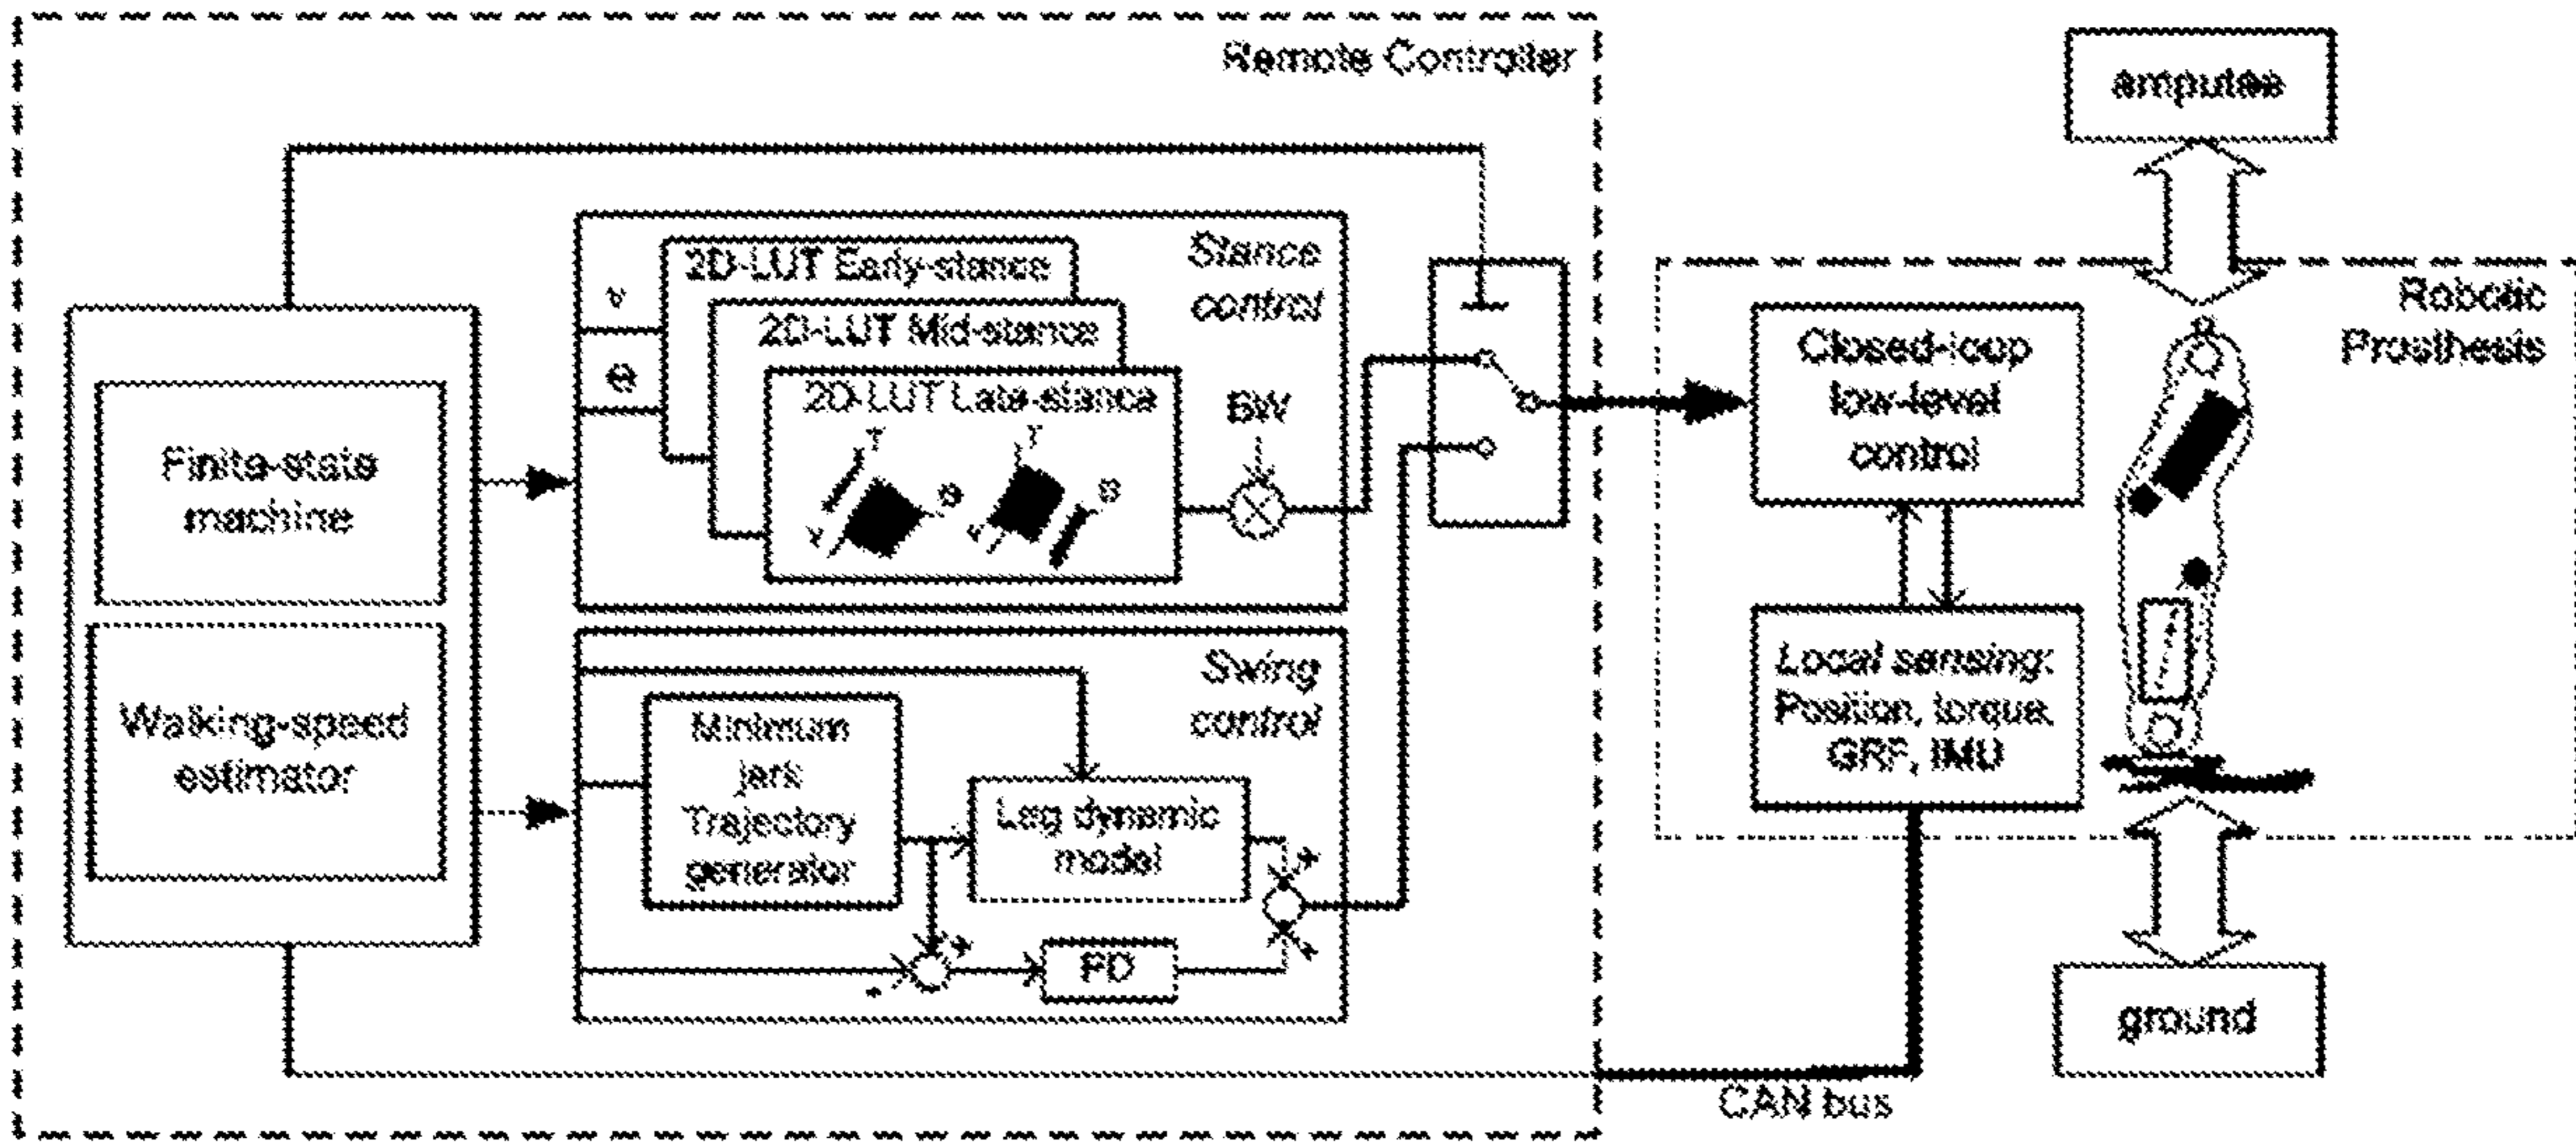 Remote Controller
amputee
Stance
control
v
Θ
2D-LUT Early-stance
2D-LUT Mid-stance
2D-LUT Late-stance
T
Θ
v
T
Θ
v
BW
Finite-state
machine
Walking-speed
estimator
Swing
control
Minimum
jerk
Trajectory
generator
Leg dynamic
model
+
+
+
-
PD
Robotic
Prosthesis
Closed-loop
low-level
control
Local sensing:
Position, torque,
GRF, IMU
CAN bus
ground